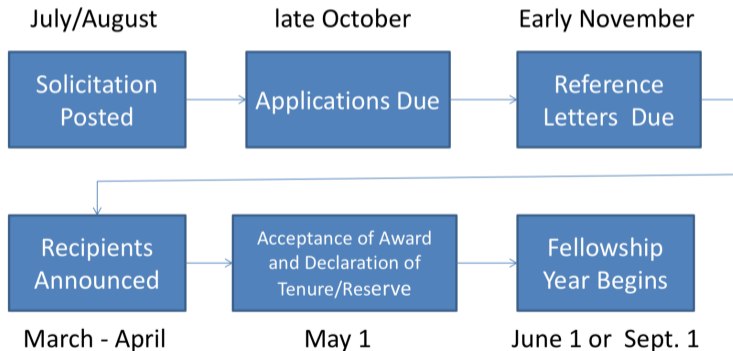 July/August
late October
Early November
Solicitation
Posted
Applications Due
Reference
Letters Due
Recipients
Announced
Acceptance of Award
and Declaration of
Tenure/Reserve
Fellowship
Year Begins
March - April
May 1
June 1 or Sept. 1